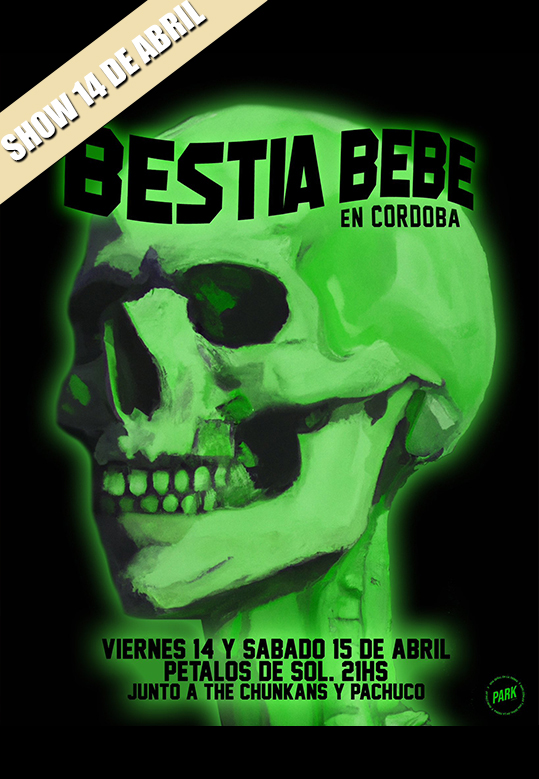 SHOW 14 DE ABRIL
BESTIA BEBE
EN CORDOBA
VIERNES 14 Y SABADO 15 DE ABRIL
PETALOS DE SOL. 21HS
JUNTO A THE CHUNKANS Y PACHUCO
PARK